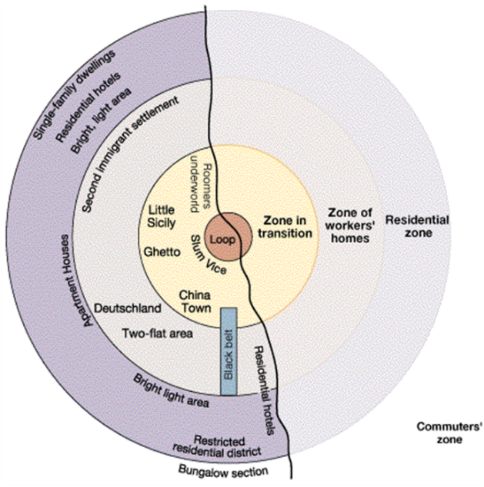 Single-family dwellings
Residential hotels
Bright, light area
Second immigrant settlement
Roomers
underworld
Little
Sicily
Ghetto
Loop
Slum Vice
China
Town
Zone in
transition
Zone of
workers'
homes
Residential
zone
Apartment Houses
Deutschland
Two-flat area
Black belt
Residential hotels
Bright light area
Restricted
residential district
Bungalow section
Commuters'
zone